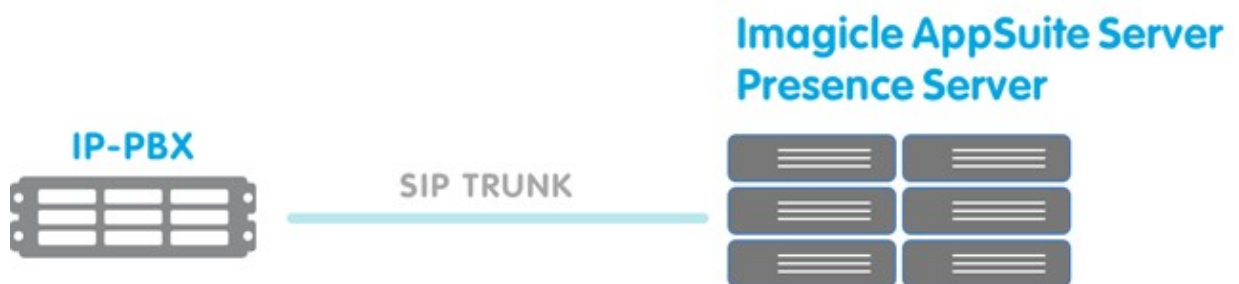 Imagicle AppSuite Server
Presence Server
IP-PBX
SIP TRUNK